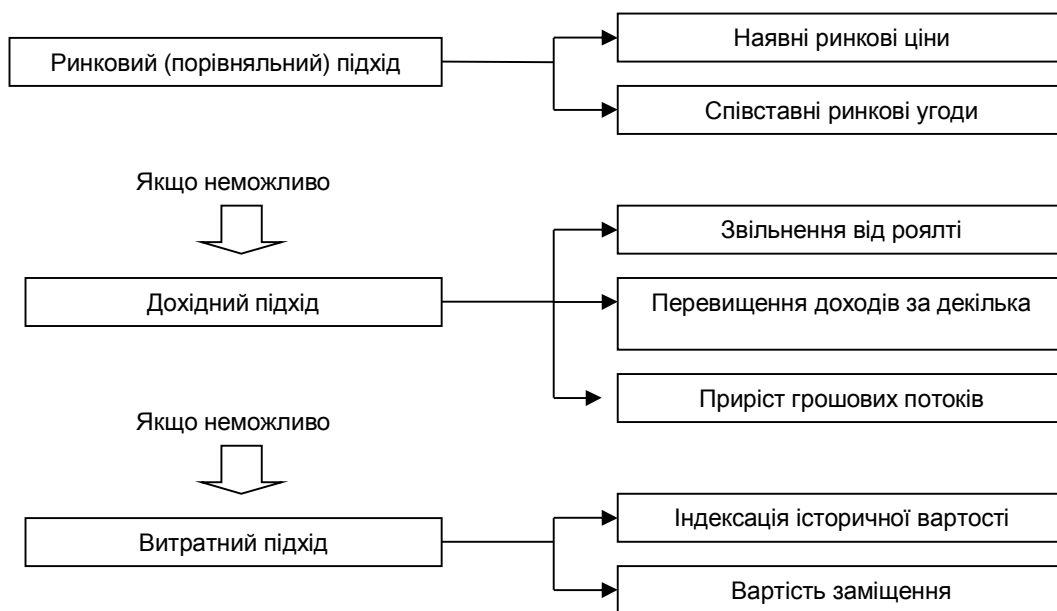 Ринковий (порівняльний) підхід
Наявні ринкові ціни
Співставні ринкові угоди
Якщо неможливо
Дохідний підхід
Звільнення від роялті
Перевищення доходів за декілька
Приріст грошових потоків
Якщо неможливо
Витратний підхід
Індексація історичної вартості
Вартість заміщення